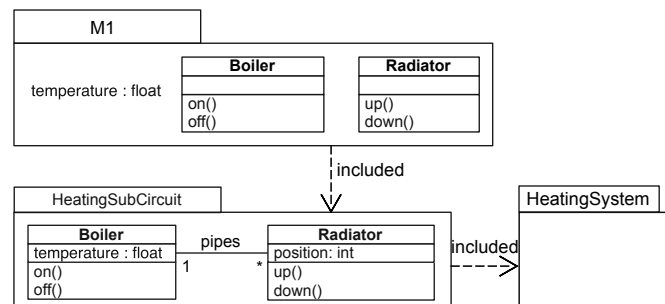 M1
temperature : float
Boiler
on()
off()
Radiator
up()
down()
included
HeatingSubCircuit
Boiler
temperature : float
on()
off()
pipes
1
*
Radiator
position: int
up()
down()
included
HeatingSystem